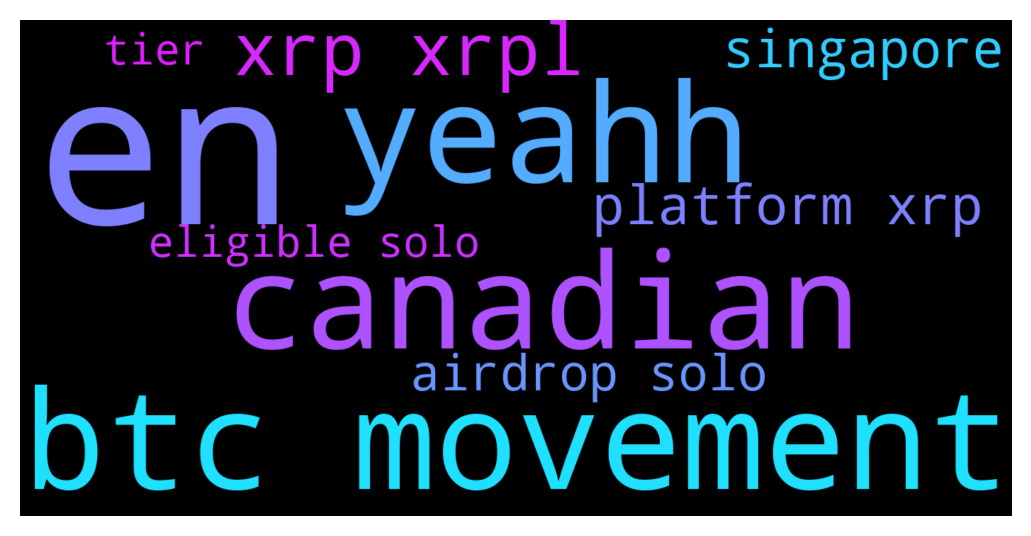 tier
xrp xrpl
singapore
en
yeahh
platform xrp
eligible solo
canadian
airdrop solo
btc movement